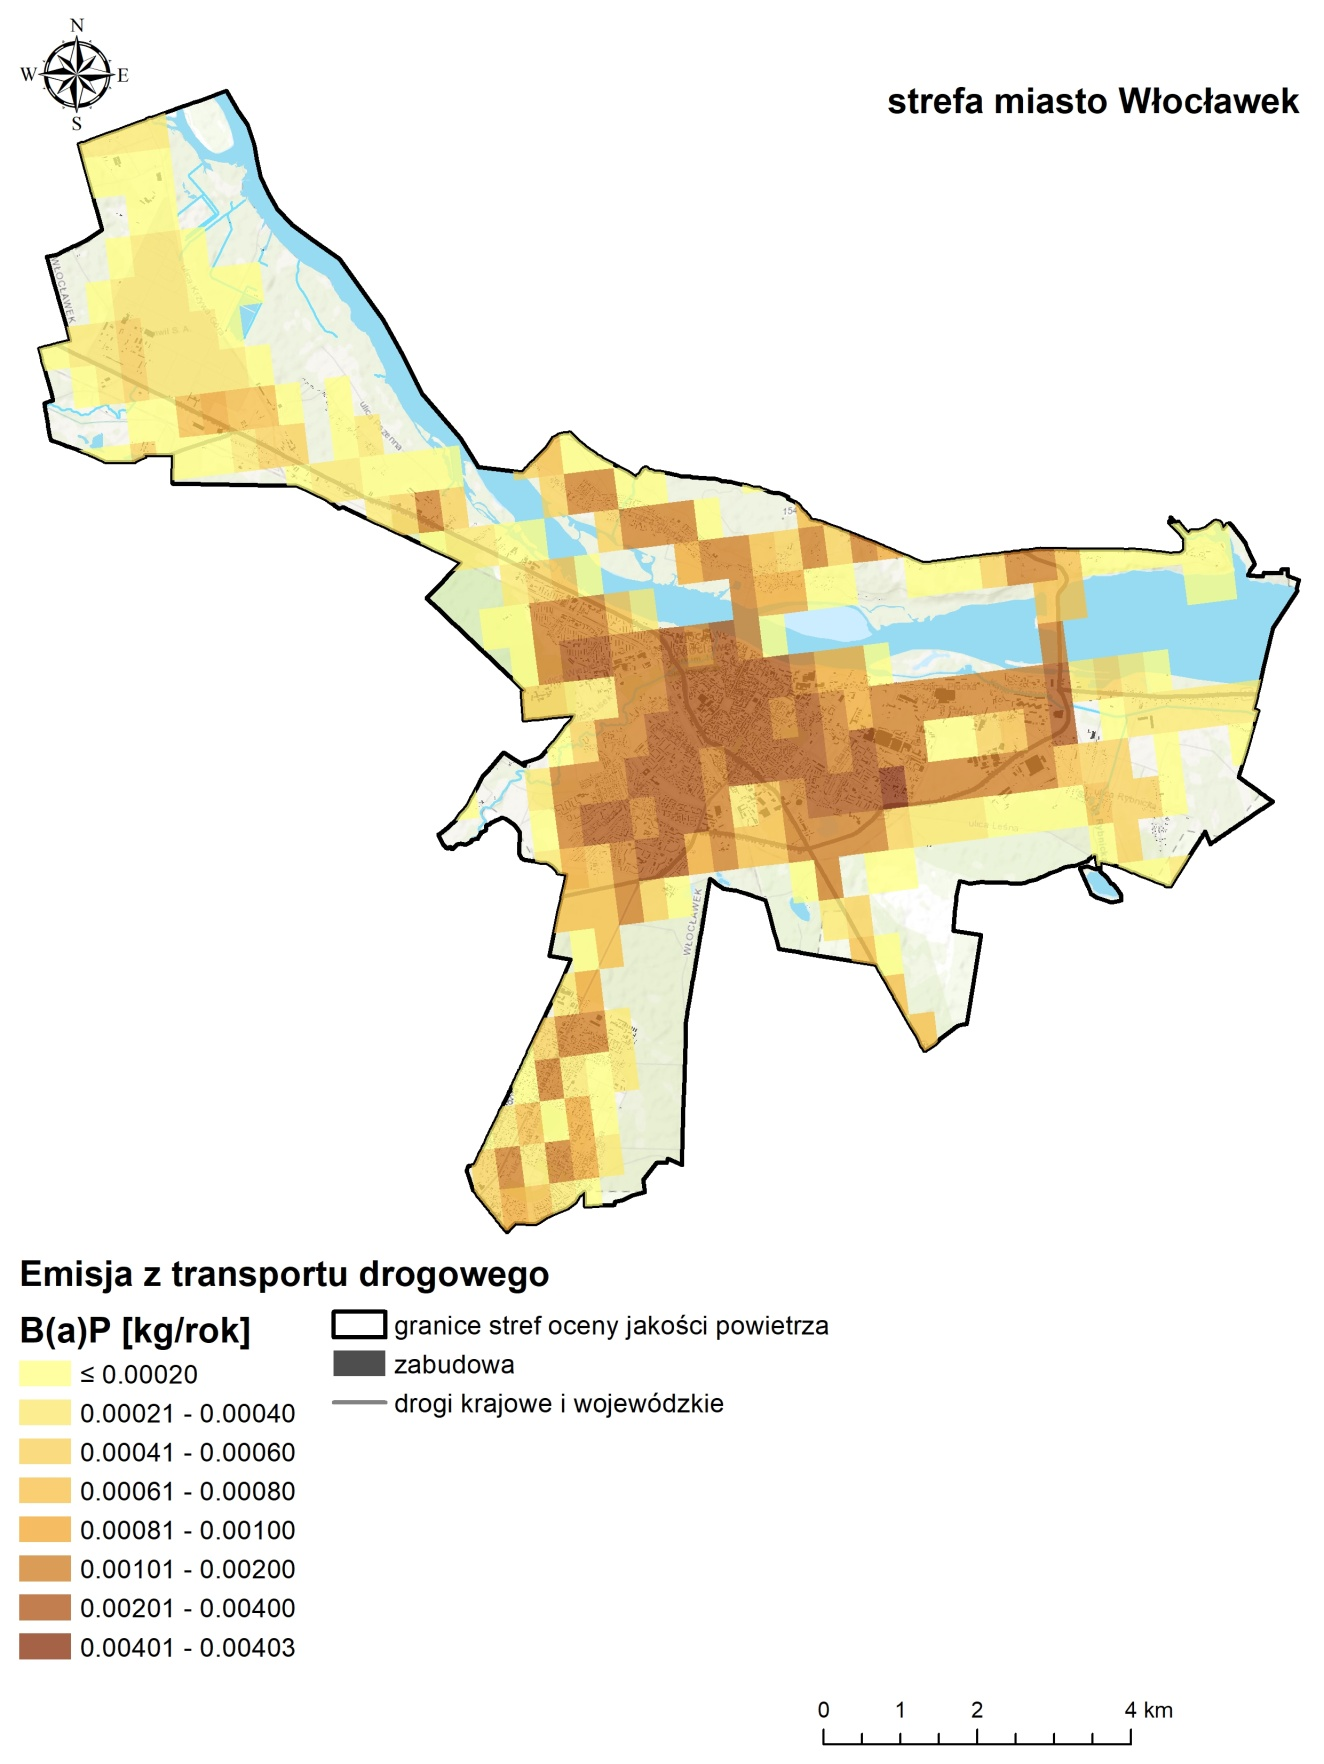 N
W E
S
strefa miasto Włocławek
WŁOCŁAWEK
154
ulica Leśna
WŁOCŁAWEK
Emisja z transportu drogowego
B(a)P [kg/rok]
≤ 0.00020
0.00021 - 0.00040
0.00041 - 0.00060
0.00061 - 0.00080
0.00081 - 0.00100
0.00101 - 0.00200
0.00201 - 0.00400
0.00401 - 0.00403
granice stref oceny jakości powietrza
zabudowa
drogi krajowe i wojewódzkie
0 1 2 4 km